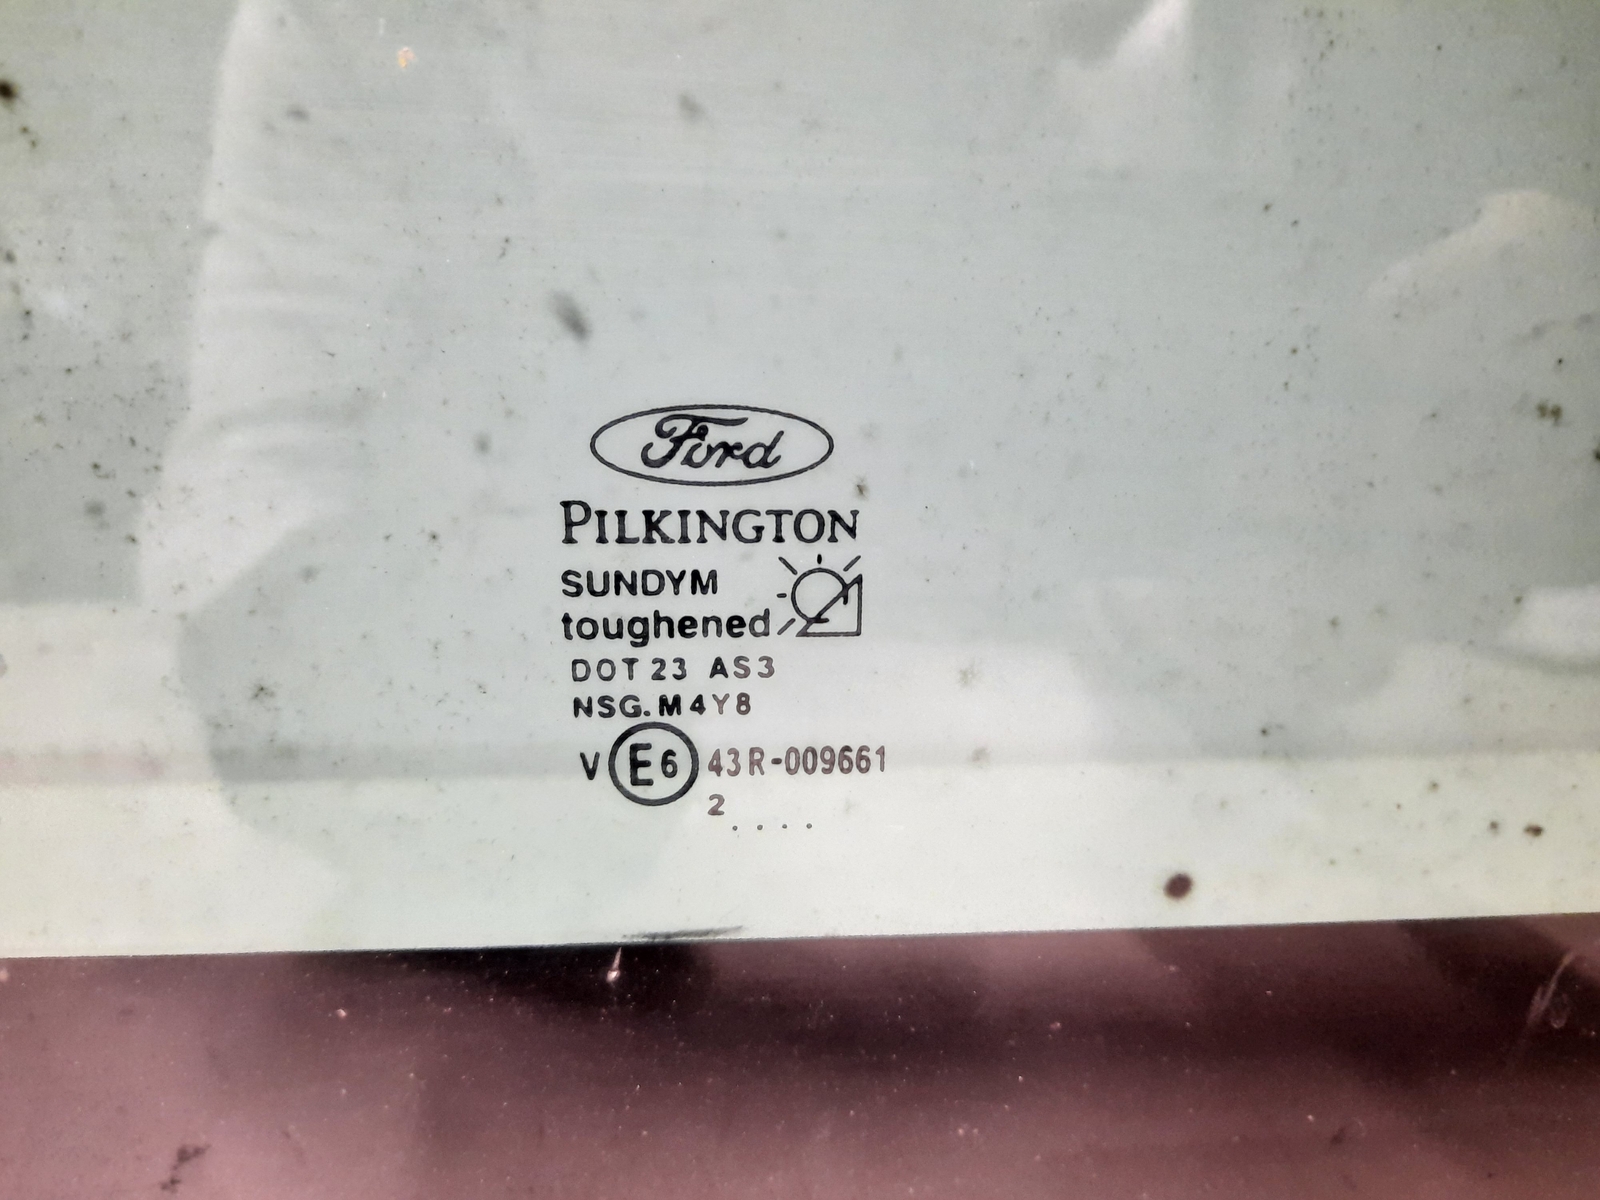 Ford
PILKINGTON
SUNDYM
toughened
DOT 23 AS3
NSG. M4Y8
V E6 43R-009661
2
. . . .